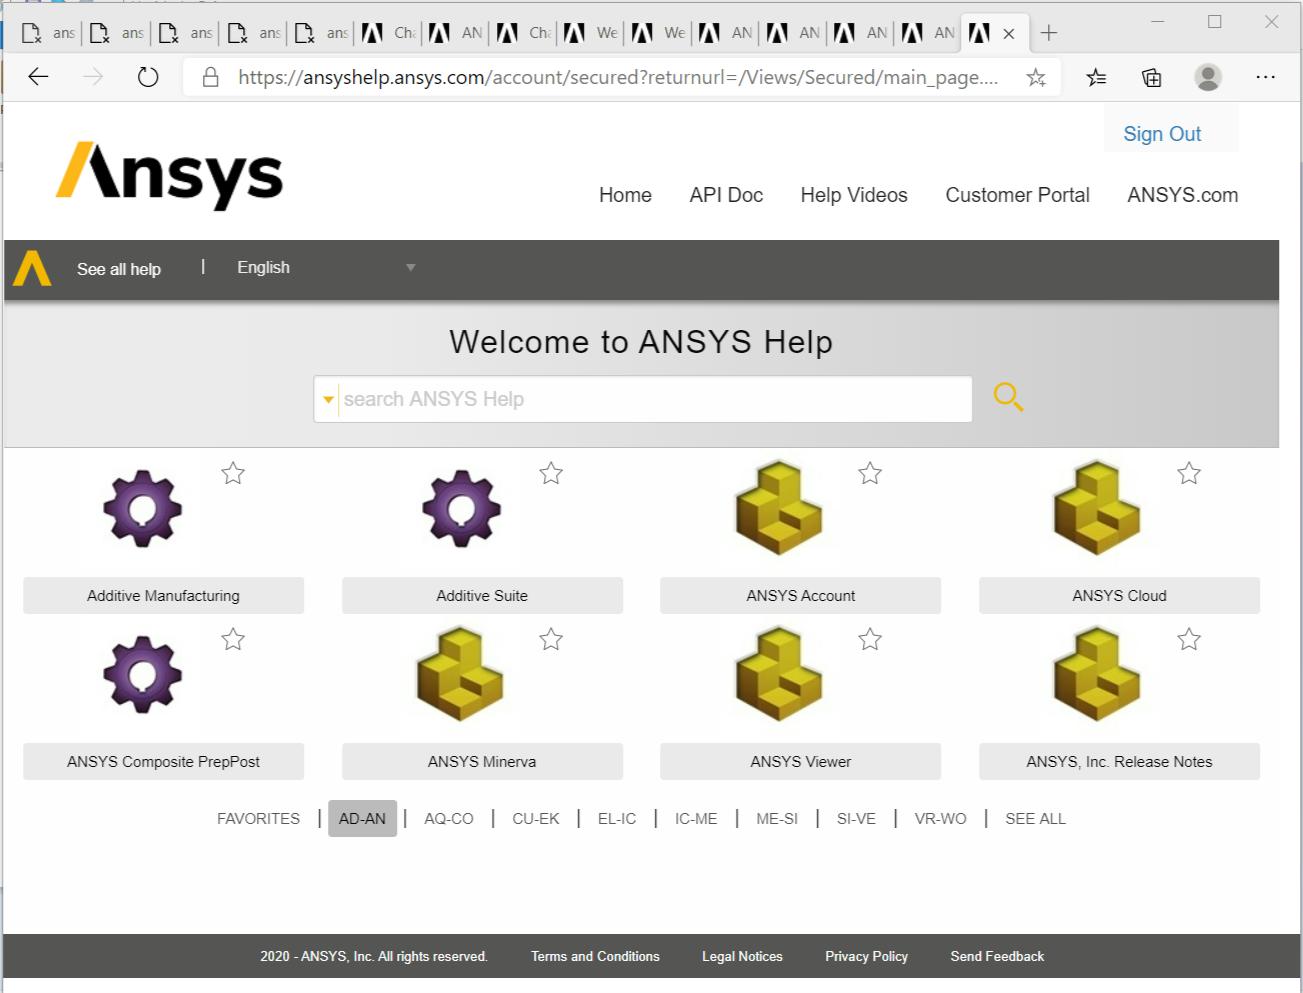 ans ans ans ans ans Cha AN Cha We We AN AN AN AN
https://ansyshelp.ansys.com/account/secured?returnurl=/Views/Secured/main_page....
Sign Out
Ansys
Home API Doc Help Videos Customer Portal ANSYS.com
See all help | English
Welcome to ANSYS Help
search ANSYS Help
Additive Manufacturing Additive Suite ANSYS Account ANSYS Cloud
ANSYS Composite PrepPost ANSYS Minerva ANSYS Viewer ANSYS, Inc. Release Notes
FAVORITES | AD-AN | AQ-CO | CU-EK | EL-IC | IC-ME | ME-SI | SI-VE | VR-WO | SEE ALL
2020 - ANSYS, Inc. All rights reserved. Terms and Conditions Legal Notices Privacy Policy Send Feedback